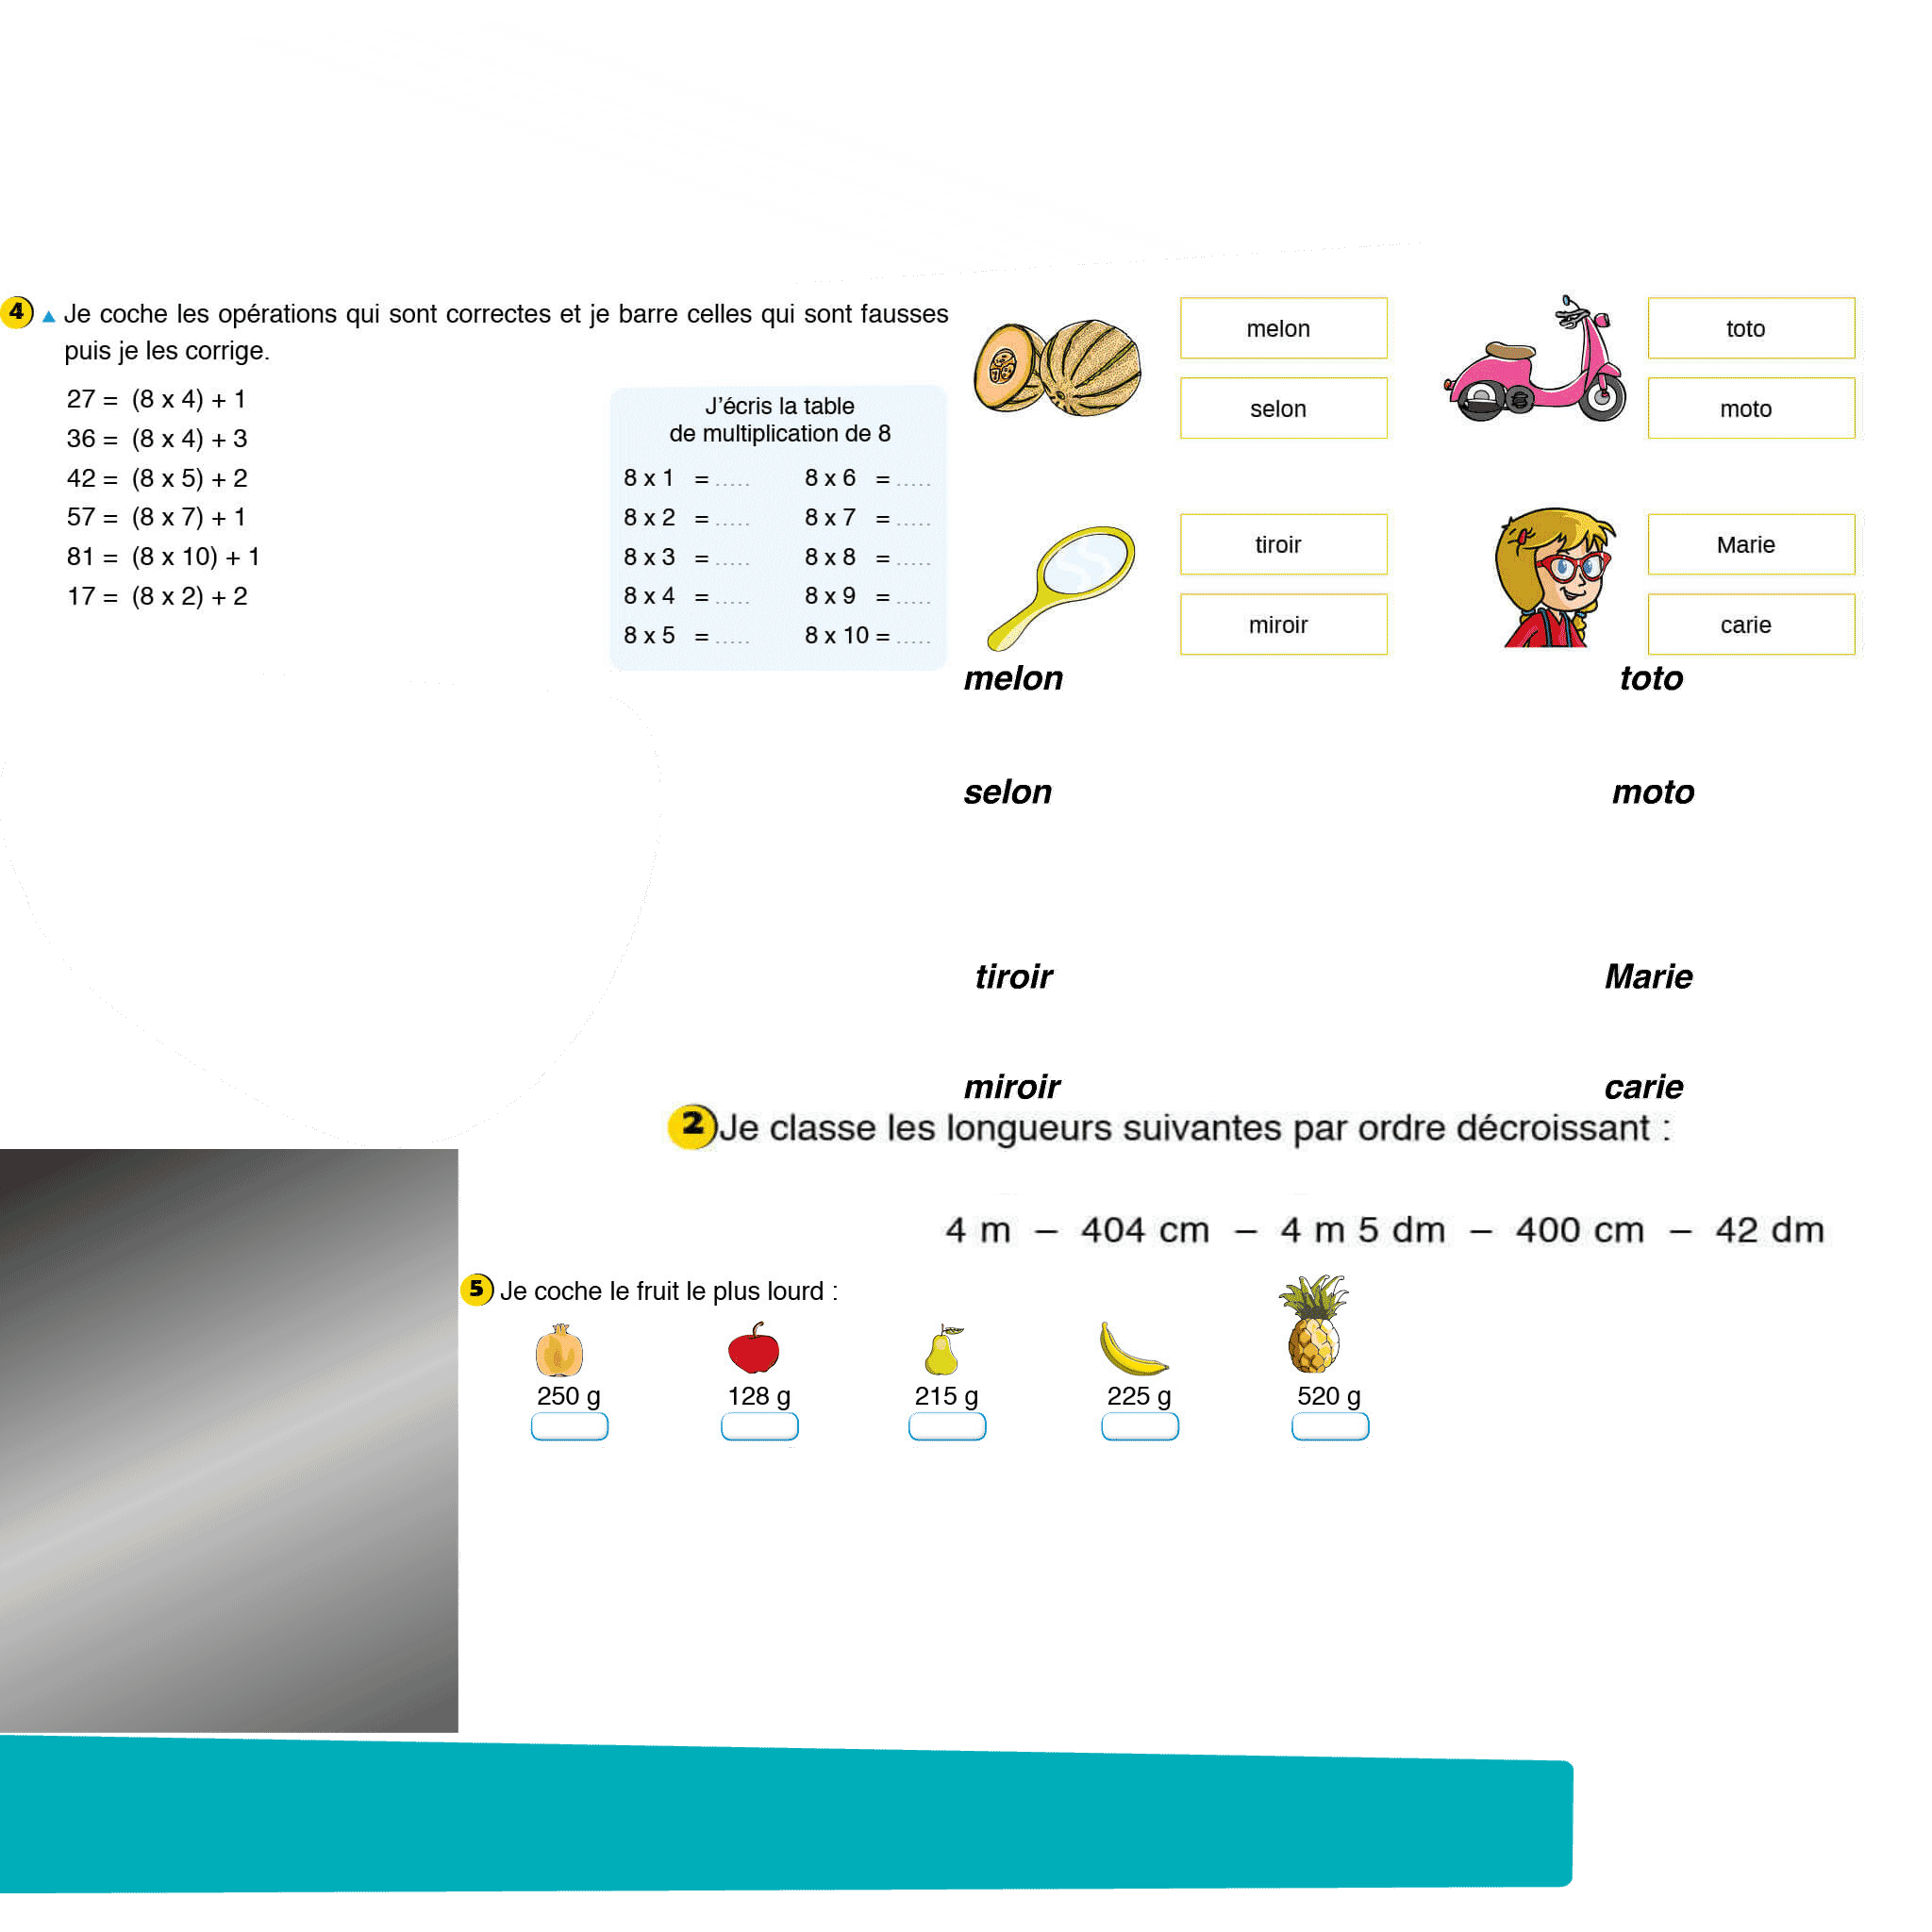 4 Je coche les opérations qui sont correctes et je barre celles qui sont fausses
puis je les corrige.
27 = (8 x 4) + 1
36 = (8 x 4) + 3
42 = (8 x 5) + 2
57 = (8 x 7) + 1
81 = (8 x 10) + 1
17 = (8 x 2) + 2
J'écris la table
de multiplication de 8
8 x 1 = ..... 8 x 6 = .....
8 x 2 = ..... 8 x 7 = .....
8 x 3 = ..... 8 x 8 = .....
8 x 4 = ..... 8 x 9 = .....
8 x 5 = ..... 8 x 10 = .....
melon
selon
toto
moto
tiroir
miroir
Marie
carie
melon toto
selon moto
tiroir Marie
miroir carie
2 Je classe les longueurs suivantes par ordre décroissant :
4 m – 404 cm – 4 m 5 dm – 400 cm – 42 dm
5 Je coche le fruit le plus lourd :
250 g 128 g 215 g 225 g 520 g